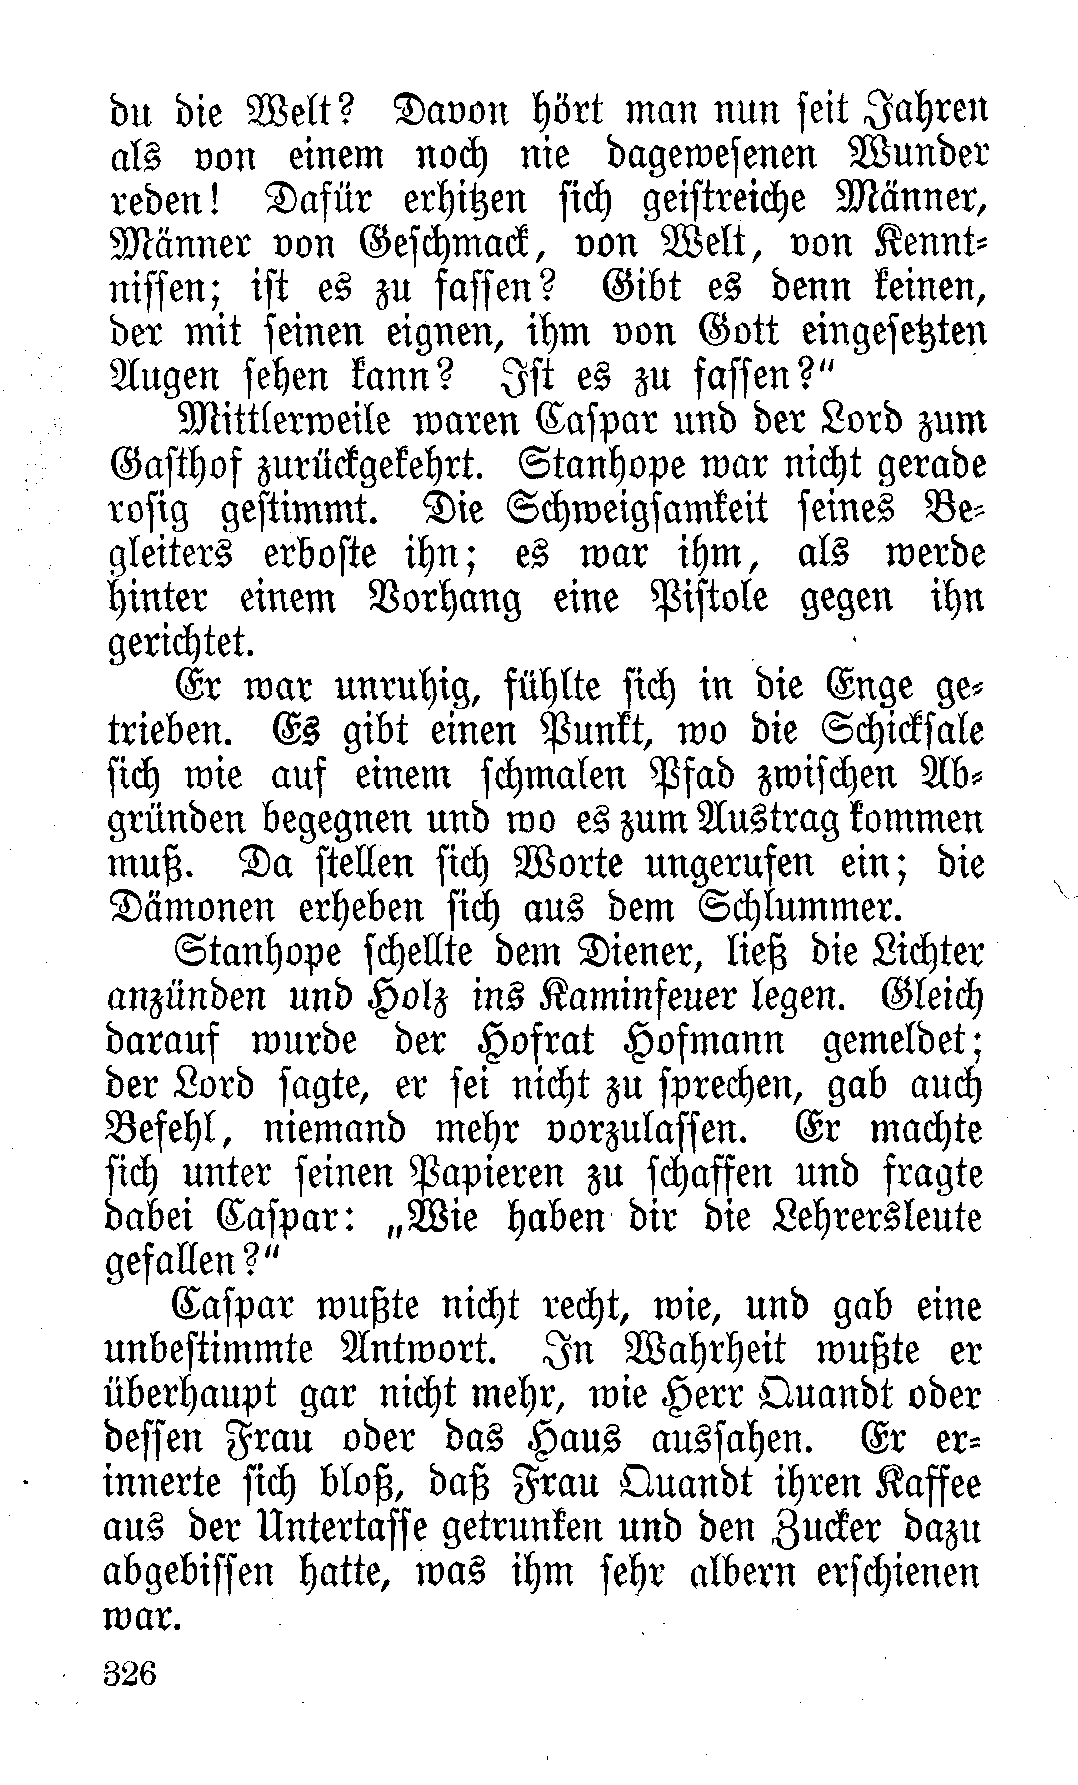 du die Welt? Davon hört man nun seit Jahren
als von einem noch nie dagewesenen Wunder
reden! Dafür erhitzen sich geistreiche Männer,
Männer von Geschmack, von Welt, von Kennt-
nissen; ist es zu fassen? Gibt es denn keinen,
der mit seinen eignen, ihm von Gott eingesetzten
Augen sehen kann? Ist es zu fassen?“
Mittlerweile waren Caspar und der Lord zum
Gasthof zurückgekehrt. Stanhope war nicht gerade
rosig gestimmt. Die Schweigsamkeit seines Be-
gleiters erboste ihn; es war ihm, als werde
hinter einem Vorhang eine Pistole gegen ihn
gerichtet.
Er war unruhig, fühlte sich in die Enge ge-
trieben. Es gibt einen Punkt, wo die Schicksale
sich wie auf einem schmalen Pfad zwischen Ab-
gründen begegnen und wo es zum Austrag kommen
muß. Da stellen sich Worte ungerufen ein; die
Dämonen erheben sich aus dem Schlummer.
Stanhope schellte dem Diener, ließ die Lichter
anzünden und Holz ins Kaminfeuer legen. Gleich
darauf wurde der Hofrat Hofmann gemeldet;
der Lord sagte, er sei nicht zu sprechen, gab auch
Befehl, niemand mehr vorzulassen. Er machte
sich unter seinen Papieren zu schaffen und fragte
dabei Caspar: „Wie haben dir die Lehrersleute
gefallen?“
Caspar wußte nicht recht, wie, und gab eine
unbestimmte Antwort. In Wahrheit wußte er
überhaupt gar nicht mehr, wie Herr Quandt oder
dessen Frau oder das Haus aussahen. Er er-
innerte sich bloß, daß Frau Quandt ihren Kaffee
aus der Untertasse getrunken und den Zucker dazu
abgebissen hatte, was ihm sehr albern erschienen
war.
326